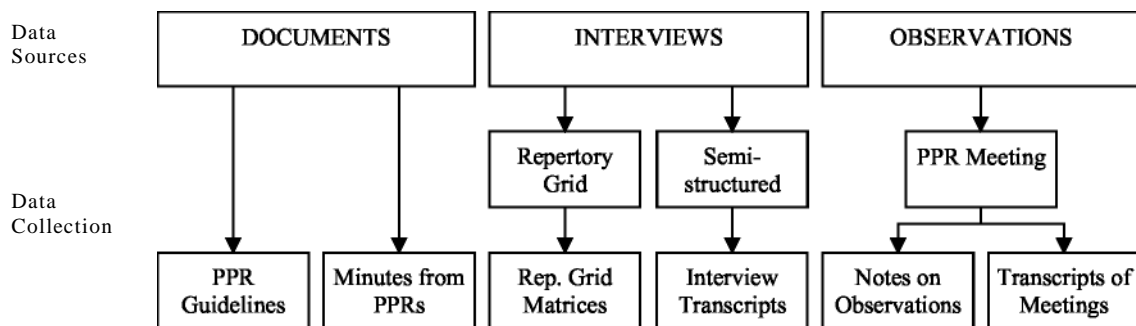 Data
Sources
DOCUMENTS
INTERVIEWS
OBSERVATIONS
Repertory
Grid
Semi-
structured
PPR Meeting
Data
Collection
PPR
Guidelines
Minutes from
PPRs
Rep. Grid
Matrices
Interview
Transcripts
Notes on
Observations
Transcripts of
Meetings